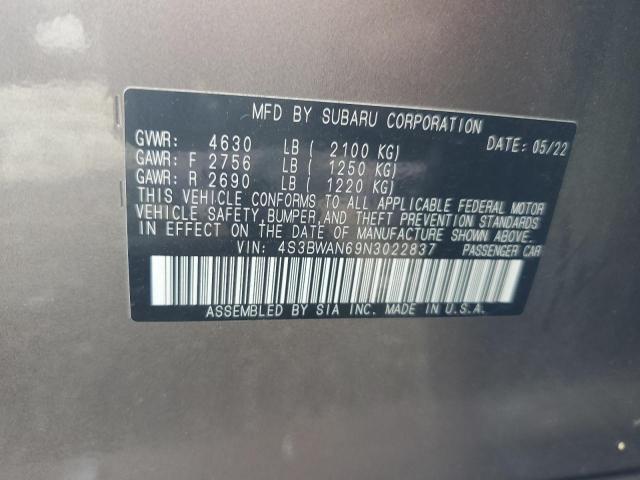 MFD BY SUBARU CORPORATION
GVWR: 4630 LB ( 2100 KG) DATE: 05/22
GAWR: F 2756 LB ( 1250 KG)
GAWR: R 2690 LB ( 1220 KG)
THIS VEHICLE CONFORMS TO ALL APPLICABLE FEDERAL MOTOR
VEHICLE SAFETY, BUMPER, AND THEFT PREVENTION STANDARDS
IN EFFECT ON THE DATE OF MANUFACTURE SHOWN ABOVE.
VIN: 4S3BWAN69N3022837 PASSENGER CAR
ASSEMBLED BY SIA INC. MADE IN U.S.A.